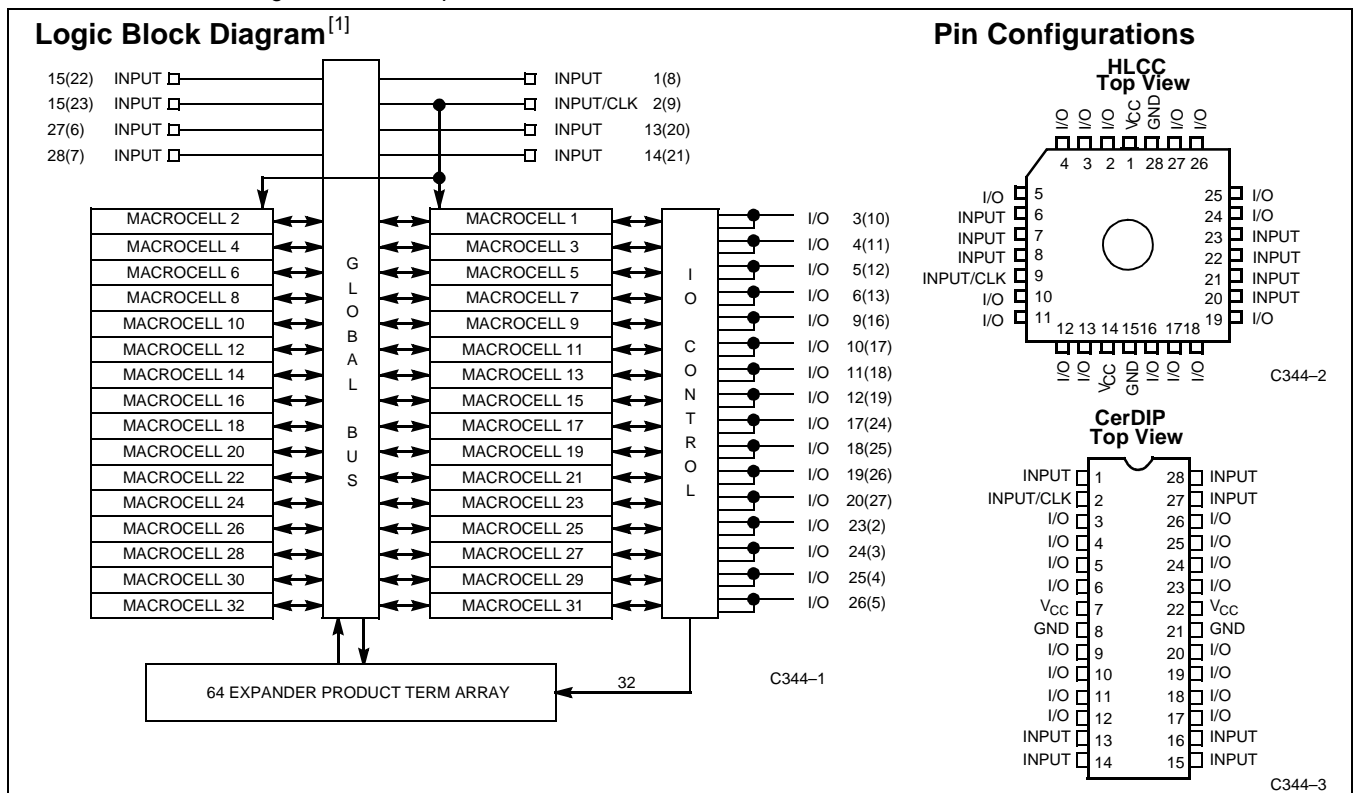 Logic Block Diagram[1]
15(22) INPUT INPUT 1(8)
15(23) INPUT INPUT/CLK 2(9)
27(6) INPUT INPUT 13(20)
28(7) INPUT INPUT 14(21)
MACROCELL 2 MACROCELL 1 I/O 3(10)
MACROCELL 4 MACROCELL 3 I/O 4(11)
MACROCELL 6 MACROCELL 5 I/O 5(12)
MACROCELL 8 MACROCELL 7 I/O 6(13)
MACROCELL 10 MACROCELL 9 I/O 9(16)
MACROCELL 12 MACROCELL 11 I/O 10(17)
MACROCELL 14 MACROCELL 13 I/O 11(18)
MACROCELL 16 MACROCELL 15 I/O 12(19)
MACROCELL 18 MACROCELL 17 I/O 17(24)
MACROCELL 20 MACROCELL 19 I/O 18(25)
MACROCELL 22 MACROCELL 21 I/O 19(26)
MACROCELL 24 MACROCELL 23 I/O 20(27)
MACROCELL 26 MACROCELL 25 I/O 23(2)
MACROCELL 28 MACROCELL 27 I/O 24(3)
MACROCELL 30 MACROCELL 29 I/O 25(4)
MACROCELL 32 MACROCELL 31 I/O 26(5)
GLOBAL BUS
IO CONTROL
64 EXPANDER PRODUCT TERM ARRAY
32
C344–1
Pin Configurations
HLCC
Top View
I/O I/O I/O VCC GND I/O I/O
4 3 2 1 28 27 26
I/O 5 25 I/O
INPUT 6 24 I/O
INPUT 7 23 INPUT
INPUT 8 22 INPUT
INPUT/CLK 9 21 INPUT
I/O 10 20 INPUT
I/O 11 19 I/O
12 13 14 15 16 17 18
I/O I/O VCC GND I/O I/O I/O
C344–2
CerDIP
Top View
INPUT 1 28 INPUT
INPUT/CLK 2 27 INPUT
I/O 3 26 I/O
I/O 4 25 I/O
I/O 5 24 I/O
I/O 6 23 I/O
VCC 7 22 VCC
GND 8 21 GND
I/O 9 20 I/O
I/O 10 19 I/O
I/O 11 18 I/O
I/O 12 17 I/O
INPUT 13 16 INPUT
INPUT 14 15 INPUT
C344–3